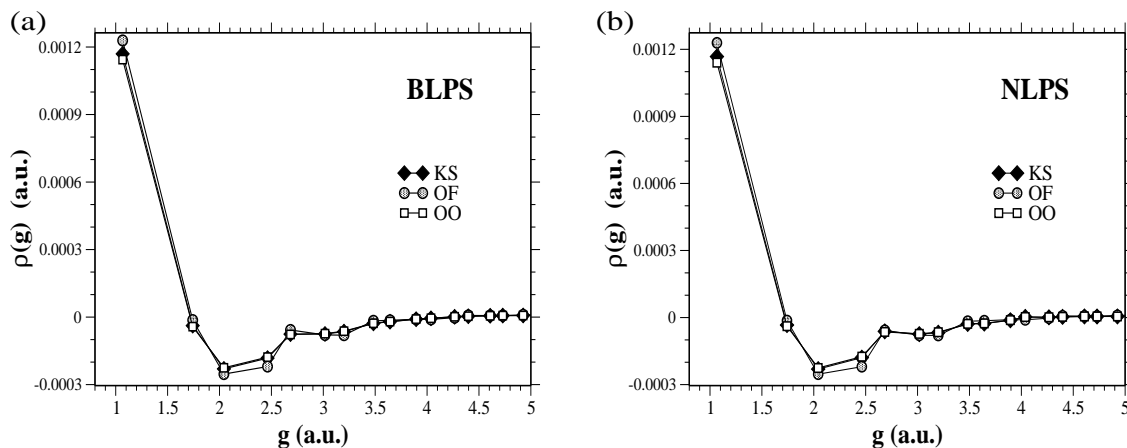 (a)
BLPS
KS
OF
OO
ρ(g) (a.u.)
0.0012
0.0009
0.0006
0.0003
0
-0.0003
1 1.5 2 2.5 3 3.5 4 4.5 5
g (a.u.)
(b)
NLPS
KS
OF
OO
ρ(g) (a.u.)
0.0012
0.0009
0.0006
0.0003
0
-0.0003
1 1.5 2 2.5 3 3.5 4 4.5 5
g (a.u.)